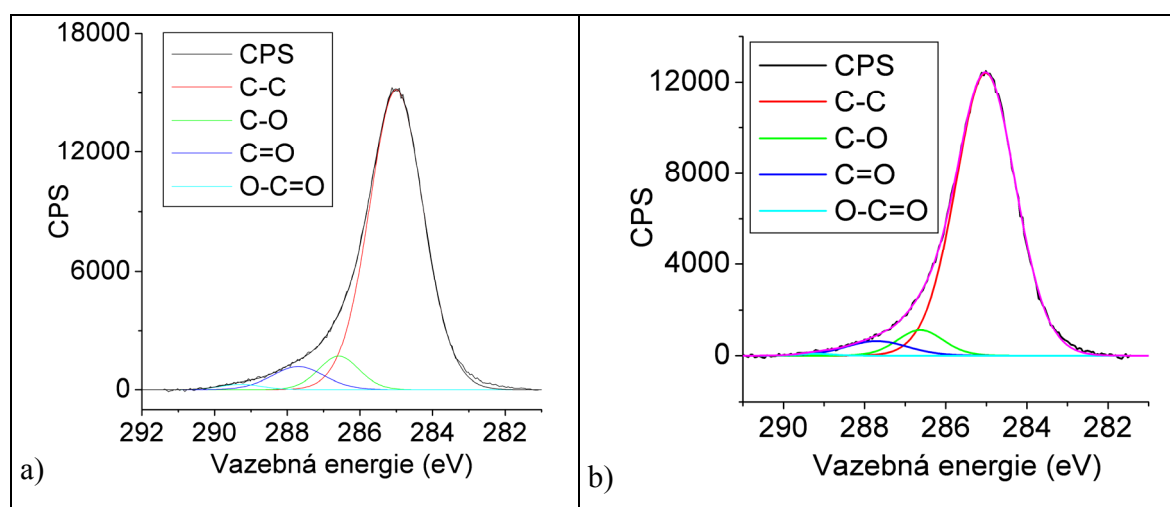 18000
12000
6000
0
CPS
CPS
C-C
C-O
C=O
O-C=O
292 290 288 286 284 282
Vazebná energie (eV)
a)
12000
8000
4000
0
CPS
CPS
C-C
C-O
C=O
O-C=O
290 288 286 284 282
Vazebná energie (eV)
b)